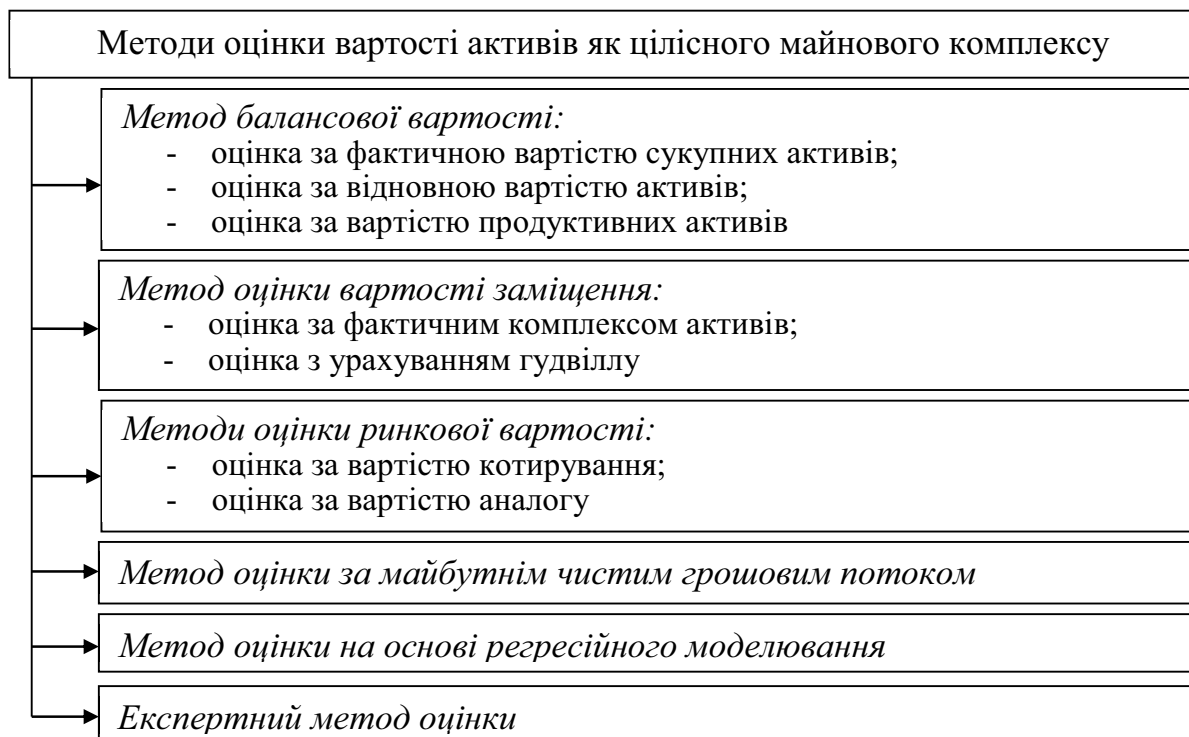 Методи оцінки вартості активів як цілісного майнового комплексу
Метод балансової вартості:
- оцінка за фактичною вартістю сукупних активів;
- оцінка за відновною вартістю активів;
- оцінка за вартістю продуктивних активів
Метод оцінки вартості заміщення:
- оцінка за фактичним комплексом активів;
- оцінка з урахуванням гудвіллу
Методи оцінки ринкової вартості:
- оцінка за вартістю котирування;
- оцінка за вартістю аналогу
Метод оцінки за майбутнім чистим грошовим потоком
Метод оцінки на основі регресійного моделювання
Експертний метод оцінки